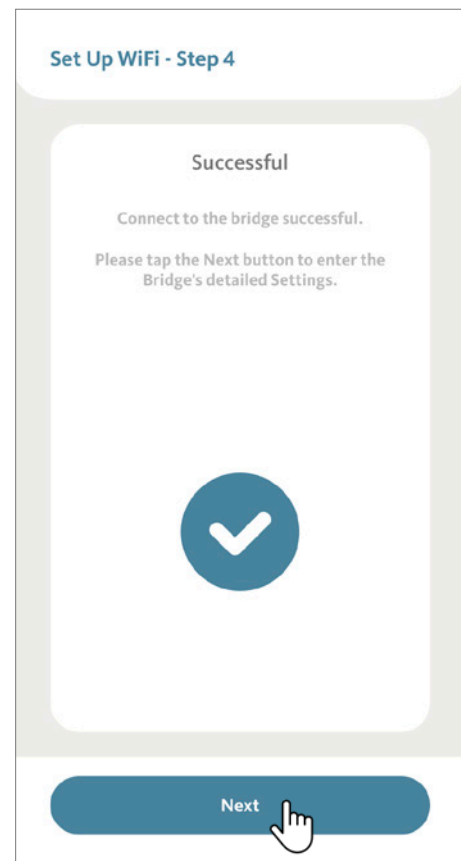 Set Up WiFi - Step 4
Successful
Connect to the bridge successful.
Please tap the Next button to enter the
Bridge's detailed Settings.
Next